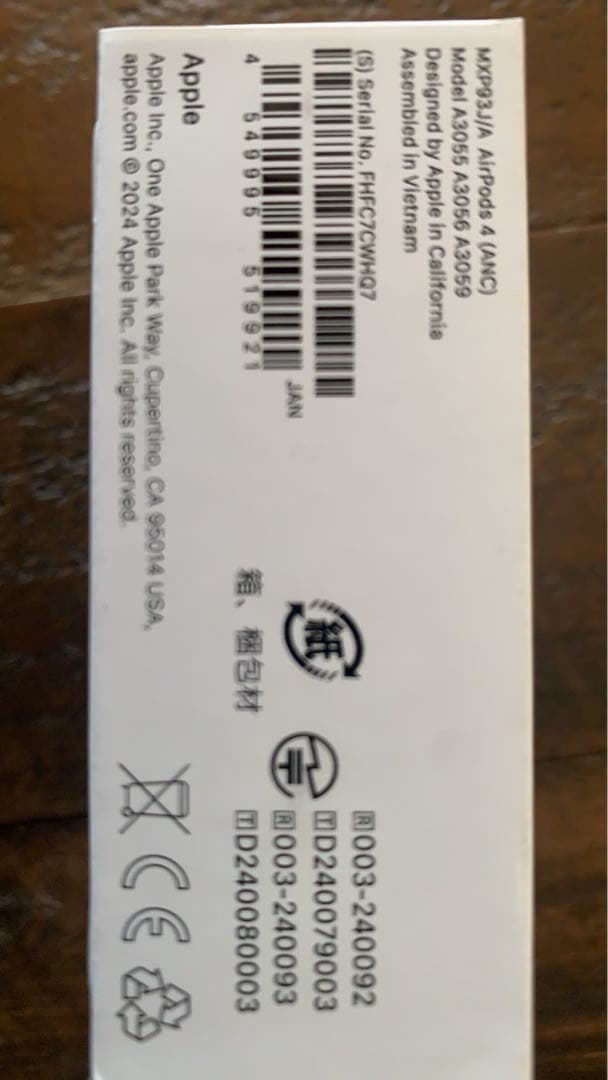 MXP93J/A AirPods 4 (ANC)
Model A3055 A3056 A3059
Designed by Apple in California
Assembled in Vietnam
(S) Serial No. FHFC7CWHQ7
4 549995 519921
JAN
Apple
Apple Inc., One Apple Park Way, Cupertino, CA 95014 USA,
apple.com © 2024 Apple Inc. All rights reserved.
紙
箱、梱包材
R 003-240092
T D240079003
R 003-240093
T D240080003
CE